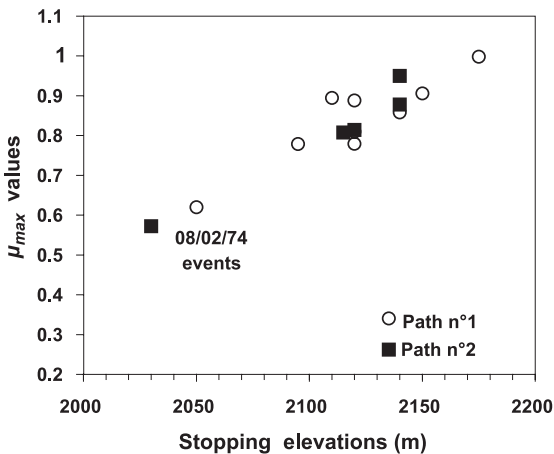 1.1
1
0.9
0.8
0.7
0.6
0.5
0.4
0.3
0.2
μmax values
08/02/74
events
Path n°1
Path n°2
2000 2050 2100 2150 2200
Stopping elevations (m)